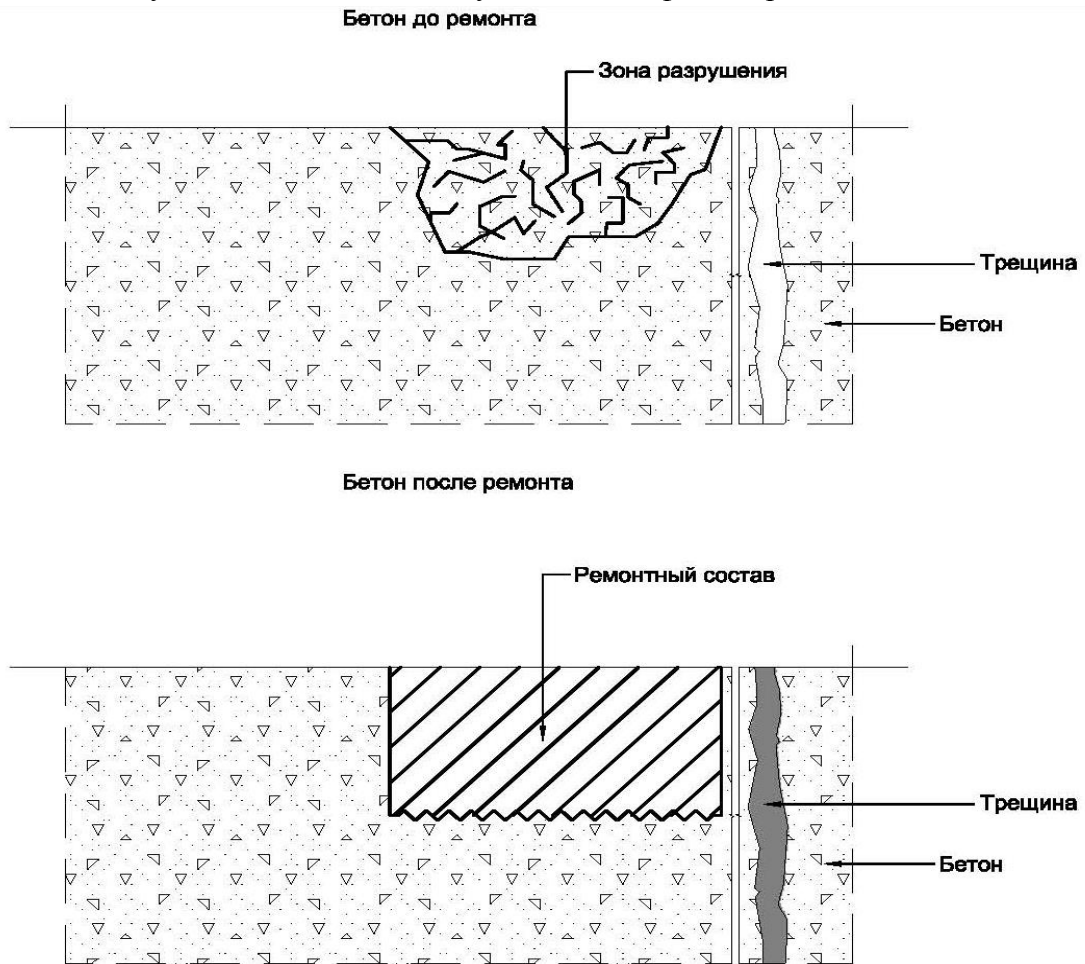 Бетон до ремонта
Зона разрушения
Трещина
Бетон
Бетон после ремонта
Ремонтный состав
Трещина
Бетон